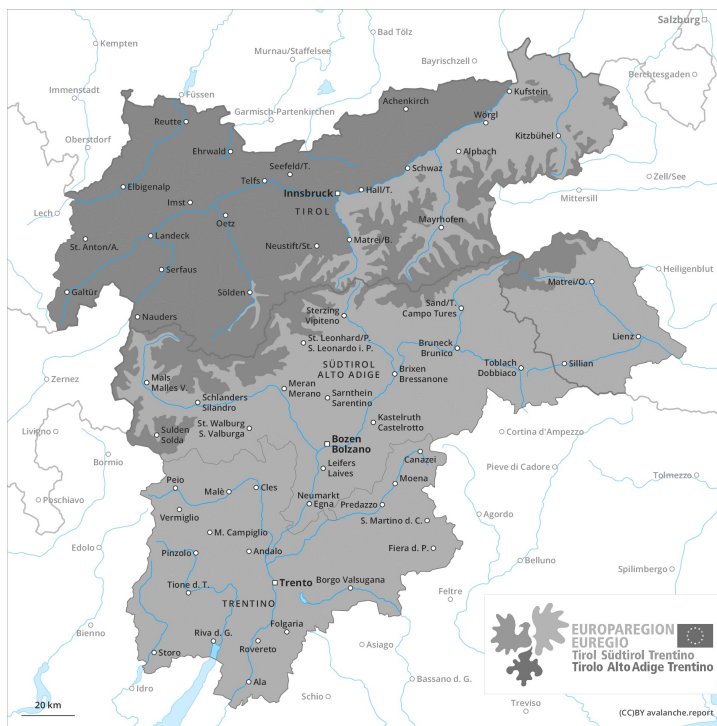 Salzburg
Kempten
Bad Tölz
Murnau/Staffelsee
Bayrischzell
Berchtesgaden
Immenstadt
Füssen
Garmisch-Partenkirchen
Achenkirch
Kufstein
Reutte
Wörgl
Kitzbühel
Oberstdorf
Ehrwald
Seefeld/T.
Alpbach
Telfs
Schwaz
Zell/See
Elbigenalp
Innsbruck
Hall/T.
Mittersill
Imst
TIROL
Lech
Oetz
Mayrhofen
St. Anton/A.
Landeck
Neustift/St.
Matrei/B.
Serfaus
Heiligenblut
Galtür
Sölden
Matrei/O.
Nauders
Sterzing
Vipiteno
Sand/T.
Campo Tures
St. Leonhard/P.
S. Leonardo i. P.
Lienz
Bruneck
Brunico
SÜDTIROL
ALTO ADIGE
Toblach
Dobbiaco
Sillian
Brixen
Bressanone
Zernez
Mals
Malles V.
Meran
Merano
Sarnthein
Sarentino
Schlanders
Silandro
Kastelruth
Castelrotto
St. Walburg
S. Valburga
Livigno
Sulden
Solda
Bozen
Bolzano
Cortina d'Ampezzo
Bormio
Leifers
Laives
Canazei
Pieve di Cadore
Tolmezzo
Peio
Malè
Cles
Moena
Poschiavo
Neumarkt
Egna
Predazzo
Vermiglio
Agordo
S. Martino d. C.
M. Campiglio
Edolo
Pinzolo
Andalo
Fiera d. P.
Belluno
Spilimbergo
Tione d. T.
Trento
Borgo Valsugana
Feltre
TRENTINO
Bienno
Riva d. G.
Folgaria
Storo
Rovereto
Asiago
Idro
Ala
Schio
Bassano d. G.
Treviso
EUROPAREGION
EUREGIO
Tirol Südtirol Trentino
Tirolo Alto Adige Trentino
20 km
(CC)BY avalanche.report